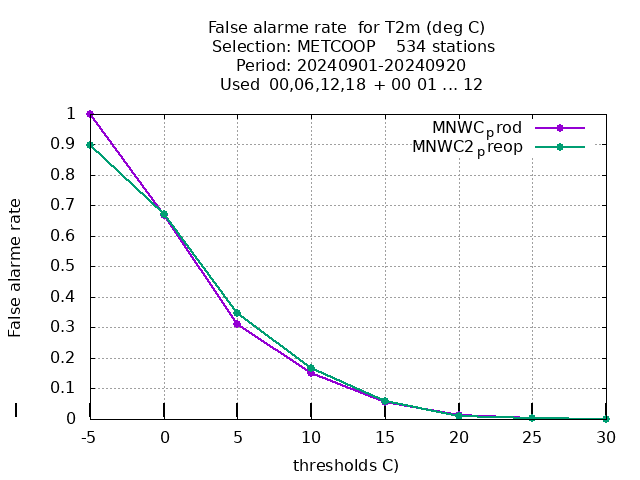 False alarme rate  for T2m (deg C)
Selection: METCOOP    534 stations
Period: 20240901-20240920
Used  00,06,12,18  + 00 01 ... 12
MNWCprod
MNWC2preop
False alarme rate
1
0.9
0.8
0.7
0.6
0.5
0.4
0.3
0.2
0.1
0
-5 0 5 10 15 20 25 30
thresholds C)